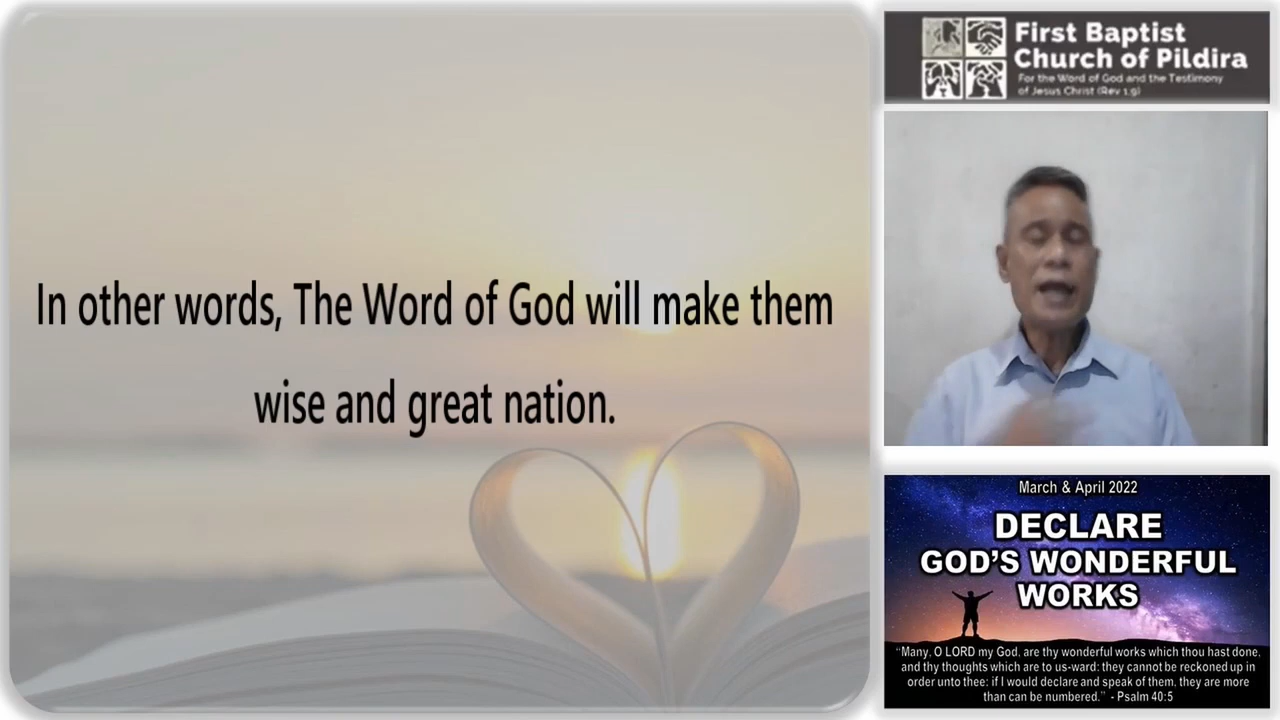 In other words, The Word of God will make them
wise and great nation.
First Baptist
Church of Pildira
For the Word of God and the Testimony
of Jesus Christ (Rev 1:9)
March & April 2022
DECLARE
GOD'S WONDERFUL
WORKS
“Many, O LORD my God, are thy wonderful works which thou hast done,
and thy thoughts which are to us-ward: they cannot be reckoned up in
order unto thee: if I would declare and speak of them, they are more
than can be numbered.” - Psalm 40:5